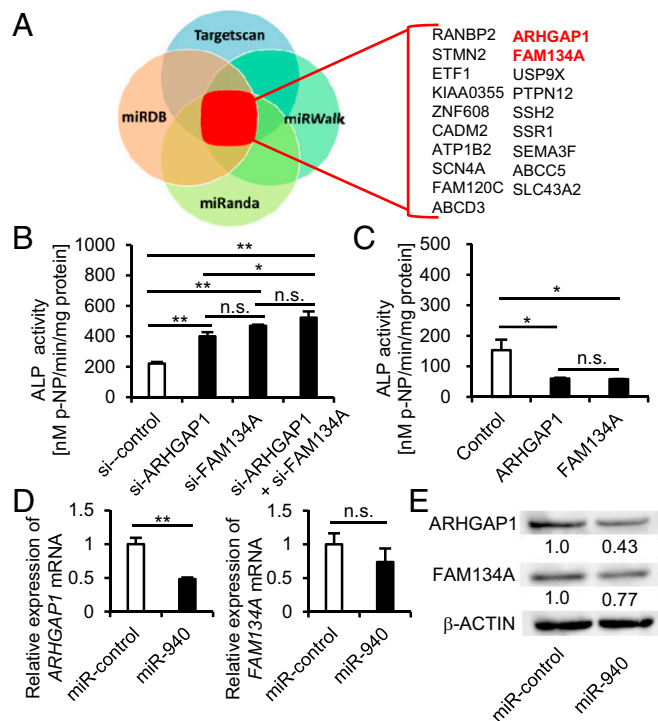 A
Targetscan
miRDB
miRWalk
miRanda
RANBP2
STMN2
ETF1
KIAA0355
ZNF608
CADM2
ATP1B2
SCN4A
FAM120C
ABCD3
ARHGAP1
FAM134A
USP9X
PTPN12
SSH2
SSR1
SEMA3F
ABCC5
SLC43A2
B
ALP activity
[nM p-NP/min/mg protein]
1000
800
600
400
200
0
**
*
**
n.s.
n.s.
**
si--control
si-ARHGAP1
si-FAM134A
si-ARHGAP1
+ si-FAM134A
C
ALP activity
[nM p-NP/min/mg protein]
500
400
300
200
100
0
*
*
n.s.
Control
ARHGAP1
FAM134A
D
Relative expression of
ARHGAP1 mRNA
1.5
1
0.5
0
**
miR-control
miR-940
Relative expression of
FAM134A mRNA
1.5
1
0.5
0
n.s.
miR-control
miR-940
E
ARHGAP1
1.0 0.43
FAM134A
1.0 0.77
β-ACTIN
miR-control
miR-940